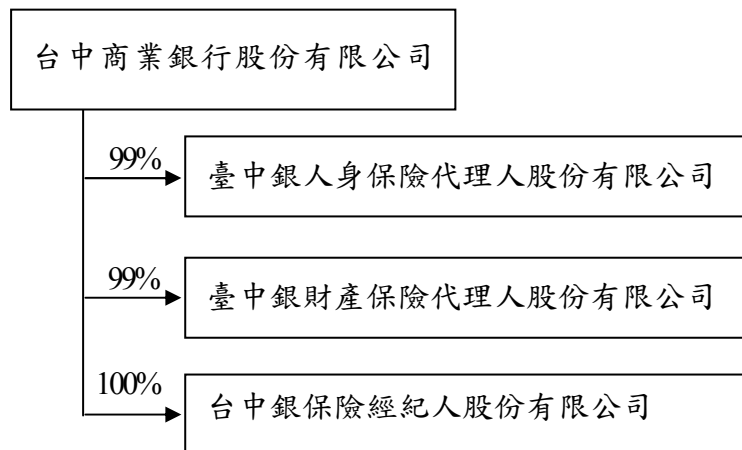 台中商業銀行股份有限公司
99%
臺中銀人身保險代理人股份有限公司
99%
臺中銀財產保險代理人股份有限公司
100%
台中銀保險經紀人股份有限公司